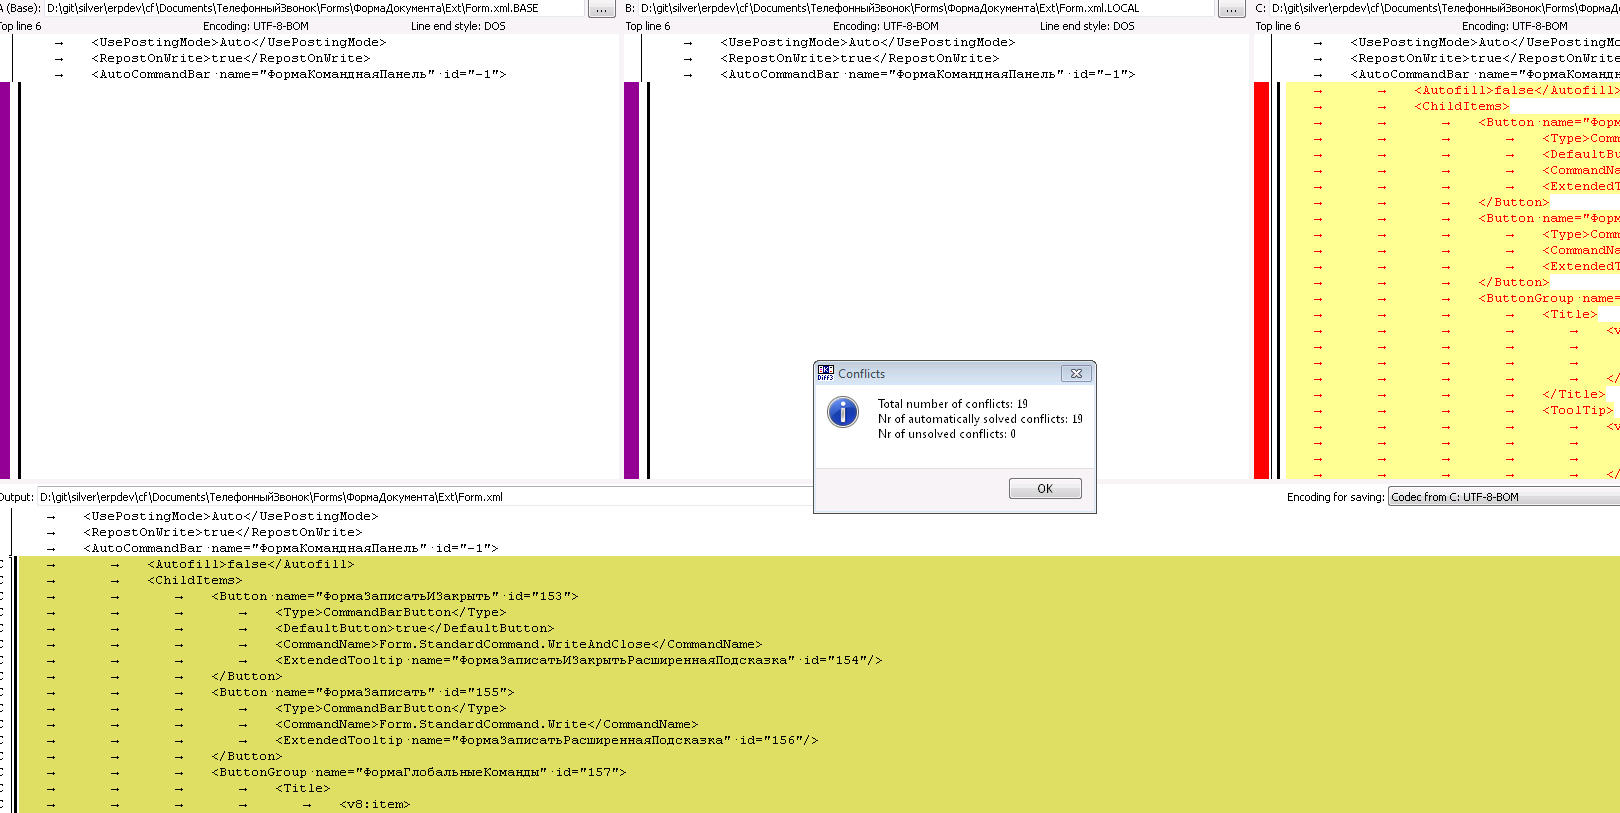 A (Base): D:\git\silver\erpdev\cf\Documents\ТелефонныйЗвонок\Forms\ФормаДокумента\Ext\Form.xml.BASE ...
Top line 6 Encoding: UTF-8-BOM Line end style: DOS
→ <UsePostingMode>Auto</UsePostingMode>
→ <RepostOnWrite>true</RepostOnWrite>
→ <AutoCommandBar·name="ФормаКоманднаяПанель"·id="-1">
B: D:\git\silver\erpdev\cf\Documents\ТелефонныйЗвонок\Forms\ФормаДокумента\Ext\Form.xml.LOCAL ...
Top line 6 Encoding: UTF-8-BOM Line end style: DOS
→ <UsePostingMode>Auto</UsePostingMode>
→ <RepostOnWrite>true</RepostOnWrite>
→ <AutoCommandBar·name="ФормаКоманднаяПанель"·id="-1">
C: D:\git\silver\erpdev\cf\Documents\ТелефонныйЗвонок\Forms\ФормаД
Top line 6 Encoding: UTF-8-BOM
→ <UsePostingMode>Auto</UsePostingMode>
→ <RepostOnWrite>true</RepostOnWrite>
→ <AutoCommandBar·name="ФормаКоманд
→ → <Autofill>false</Autofill>
→ → <ChildItems>
→ → → <Button·name="Форм
→ → → → <Type>Comm
→ → → → <DefaultBu
→ → → → <CommandNa
→ → → → <ExtendedT
→ → → </Button>
→ → → <Button·name="Форм
→ → → → <Type>Comm
→ → → → <CommandNa
→ → → → <ExtendedT
→ → → </Button>
→ → → <ButtonGroup·name=
→ → → → <Title>
→ → → → → <v
→ → → → →
→ → → → →
→ → → → → </
→ → → → </Title>
→ → → → <ToolTip>
→ → → → → <v
→ → → → →
→ → → → →
→ → → → → </
Conflicts
Total number of conflicts: 19
Nr of automatically solved conflicts: 19
Nr of unsolved conflicts: 0
OK
Output: D:\git\silver\erpdev\cf\Documents\ТелефонныйЗвонок\Forms\ФормаДокумента\Ext\Form.xml Encoding for saving: Codec from C: UTF-8-BOM
→ <UsePostingMode>Auto</UsePostingMode>
→ <RepostOnWrite>true</RepostOnWrite>
→ <AutoCommandBar·name="ФормаКоманднаяПанель"·id="-1">
C → → <Autofill>false</Autofill>
C → → <ChildItems>
C → → → <Button·name="ФормаЗаписатьИЗакрыть"·id="153">
C → → → → <Type>CommandBarButton</Type>
C → → → → <DefaultButton>true</DefaultButton>
C → → → → <CommandName>Form.StandardCommand.WriteAndClose</CommandName>
C → → → → <ExtendedTooltip·name="ФормаЗаписатьИЗакрытьРасширеннаяПодсказка"·id="154"/>
C → → → </Button>
C → → → <Button·name="ФормаЗаписать"·id="155">
C → → → → <Type>CommandBarButton</Type>
C → → → → <CommandName>Form.StandardCommand.Write</CommandName>
C → → → → <ExtendedTooltip·name="ФормаЗаписатьРасширеннаяПодсказка"·id="156"/>
C → → → </Button>
C → → → <ButtonGroup·name="ФормаГлобальныеКоманды"·id="157">
C → → → → <Title>
C → → → → → <v8:item>